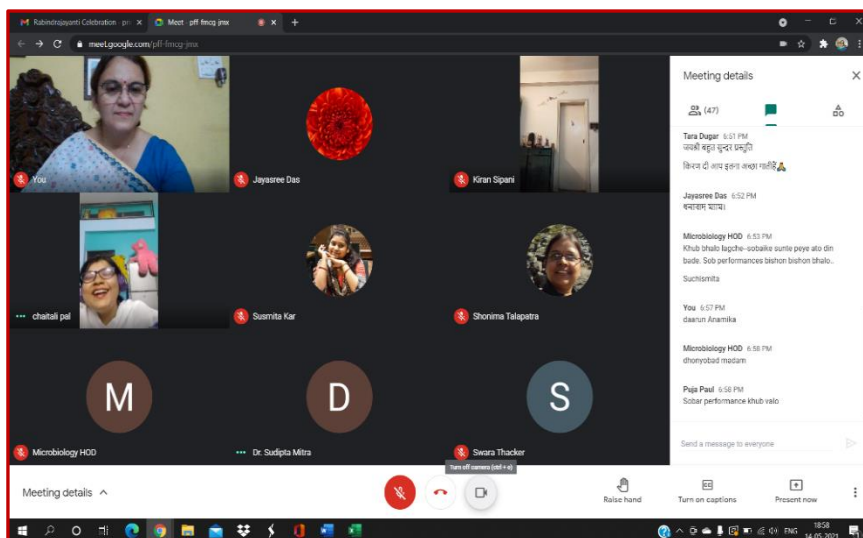 Rabindrajayanti Celebration - pri
Meet - pff-fmcg-jmx
meet.google.com/pff-fmcg-jmx
You
Jayasree Das
Kiran Sipani
chaitali pal
Susmita Kar
Shonima Talapatra
M
Microbiology HOD
D
Dr. Sudipta Mitra
S
Swara Thacker
Turn off camera (ctrl + e)
Meeting details
(47)
Tara Dugar 6:51 PM
जयश्री बहुत सुन्दर प्रस्तुति
किरण दी आप इतना अच्छा गातीहैं🙏
Jayasree Das 6:52 PM
Microbiology HOD 6:53 PM
Khub bhalo lagche--sobaike sunte peye ato din
bade. Sob performances bishon bishon bhalo..
Suchismita
You 6:57 PM
daarun Anamika
Microbiology HOD 6:58 PM
dhonyobad madam
Puja Paul 6:58 PM
Sobar performance khub valo
Send a message to everyone
Meeting details
Raise hand
Turn on captions
Present now
ENG
18:58
14-05-2021